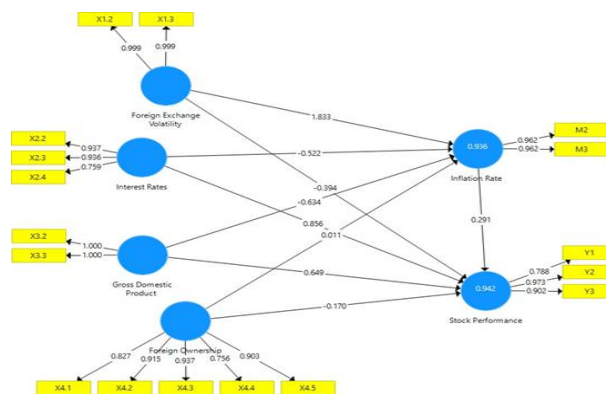 X1.2
X1.3
0.999
0.999
Foreign Exchange
Volatility
1.833
X2.2
X2.3
X2.4
0.937
0.936
0.759
Interest Rates
-0.522
-0.394
-0.634
0.856
0.011
0.936
Inflation Rate
0.962
0.962
M2
M3
0.291
X3.2
X3.3
1.000
1.000
Gross Domestic
Product
0.649
-0.170
0.942
Stock Performance
0.788
0.973
0.902
Y1
Y2
Y3
Foreign Ownership
0.827
0.915
0.937
0.756
0.903
X4.1
X4.2
X4.3
X4.4
X4.5